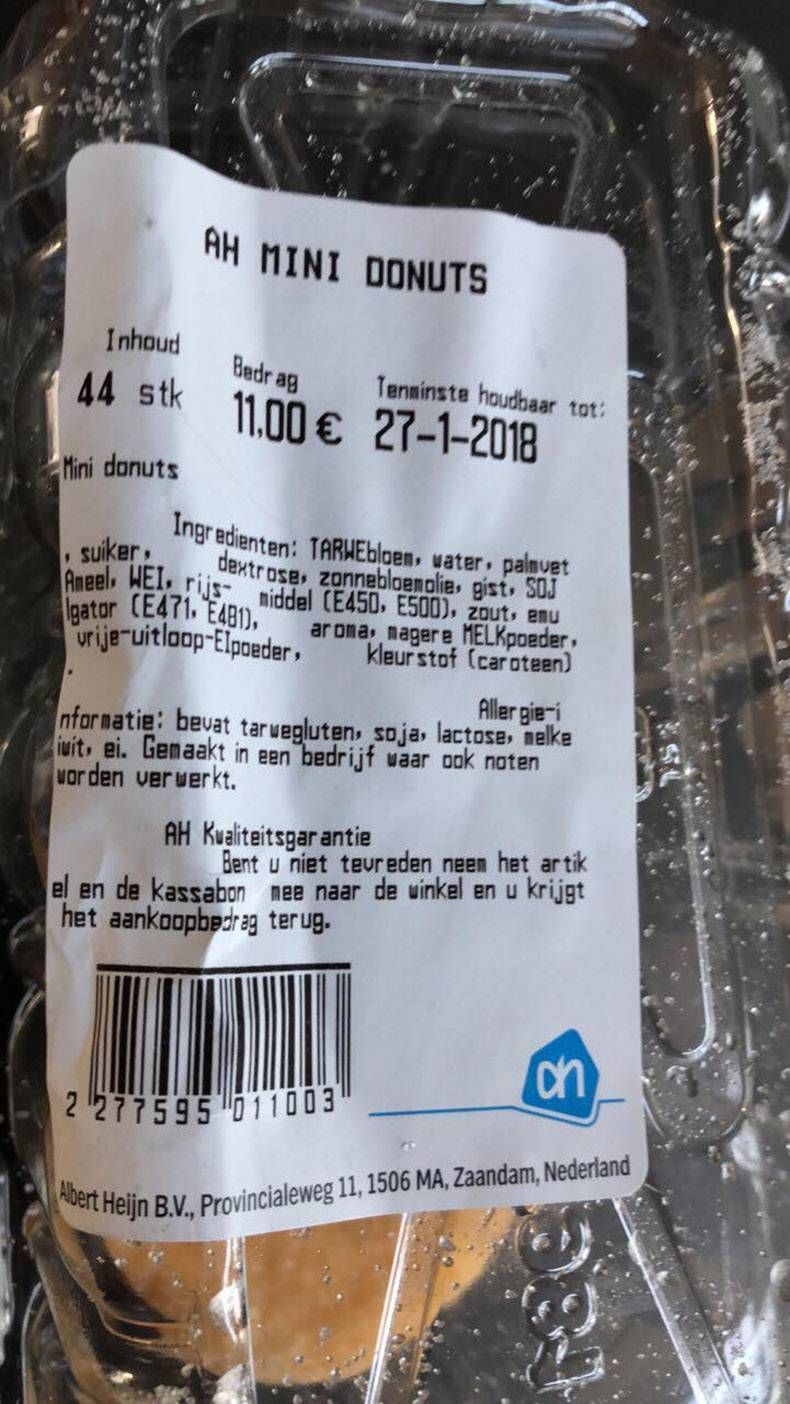 AH MINI DONUTS
Inhoud Bedrag Tenminste houdbaar tot:
44 stk 11.00 € 27-1-2018
Mini donuts
Ingredienten: TARWEbloem, water, palmvet
, suiker, dextrose, zonnebloemolie, gist, SOJ
Ameel, WEI, rijs- middel (E450, E500), zout, emu
lgator (E471, E481), aroma, magere MELKpoeder,
vrije-uitloop-EIpoeder, kleurstof (caroteen)
.
Allergie-i
nformatie: bevat tarwegluten, soja, lactose, melke
iwit, ei. Gemaakt in een bedrijf waar ook noten
worden verwerkt.
AH Kwaliteitsgarantie
Bent u niet tevreden neem het artik
el en de kassabon mee naar de winkel en u krijgt
het aankoopbedrag terug.
2 277595 011003
ah
Albert Heijn B.V., Provincialeweg 11, 1506 MA, Zaandam, Nederland